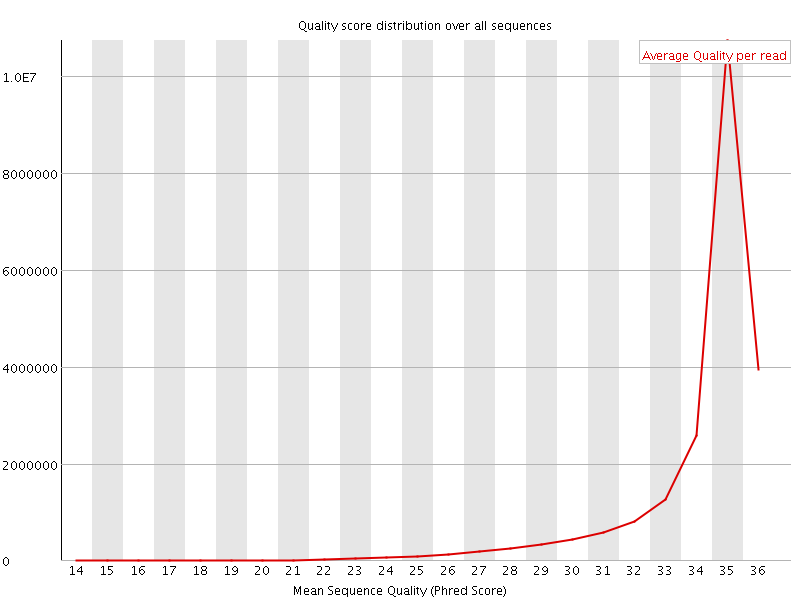 Quality score distribution over all sequences
Average Quality per read
1.0E7
8000000
6000000
4000000
2000000
0
14 15 16 17 18 19 20 21 22 23 24 25 26 27 28 29 30 31 32 33 34 35 36
Mean Sequence Quality (Phred Score)